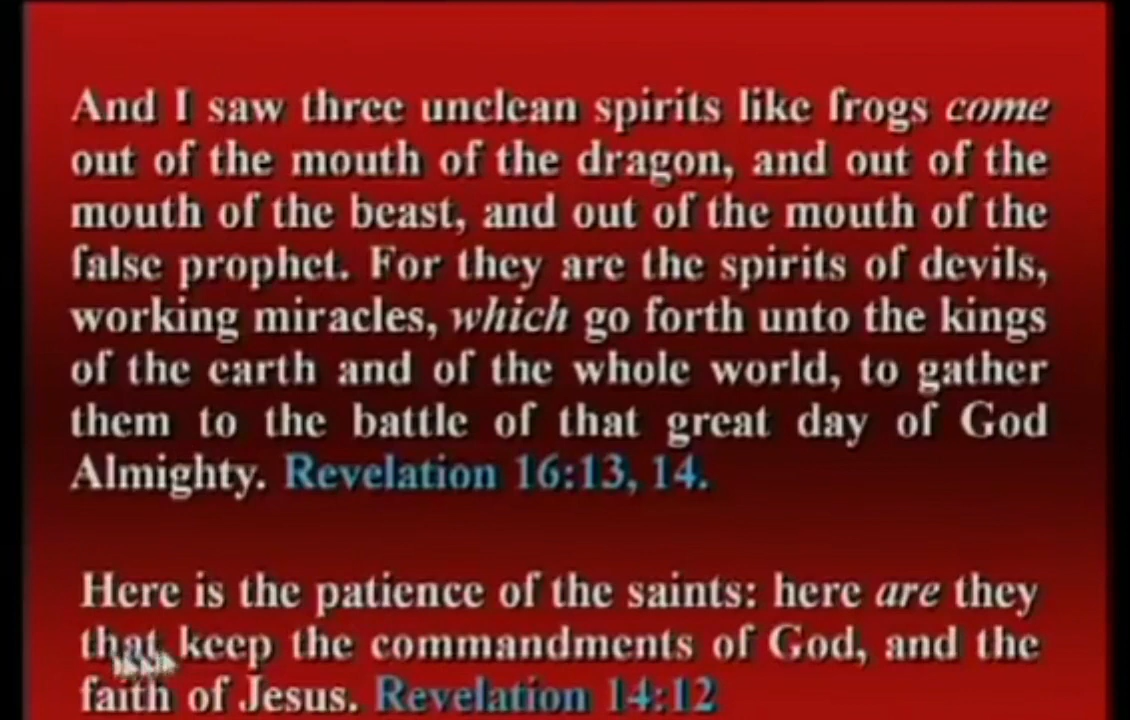 And I saw three unclean spirits like frogs come
out of the mouth of the dragon, and out of the
mouth of the beast, and out of the mouth of the
false prophet. For they are the spirits of devils,
working miracles, which go forth unto the kings
of the earth and of the whole world, to gather
them to the battle of that great day of God
Almighty. Revelation 16:13, 14.
Here is the patience of the saints: here are they
that keep the commandments of God, and the
faith of Jesus. Revelation 14:12